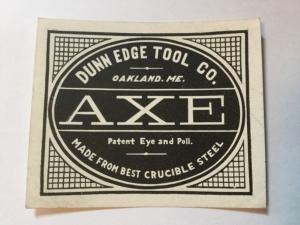 DUNN EDGE TOOL CO.
OAKLAND. ME.
AXE
Patent Eye and Poll.
MADE FROM BEST CRUCIBLE STEEL